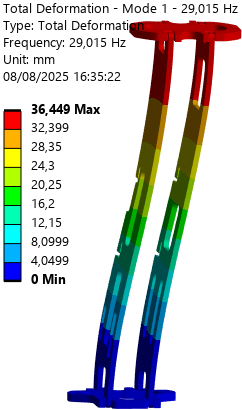 Total Deformation - Mode 1 - 29,015 Hz
Type: Total Deformation
Frequency: 29,015 Hz
Unit: mm
08/08/2025 16:35:22
36,449 Max
32,399
28,35
24,3
20,25
16,2
12,15
8,0999
4,0499
0 Min